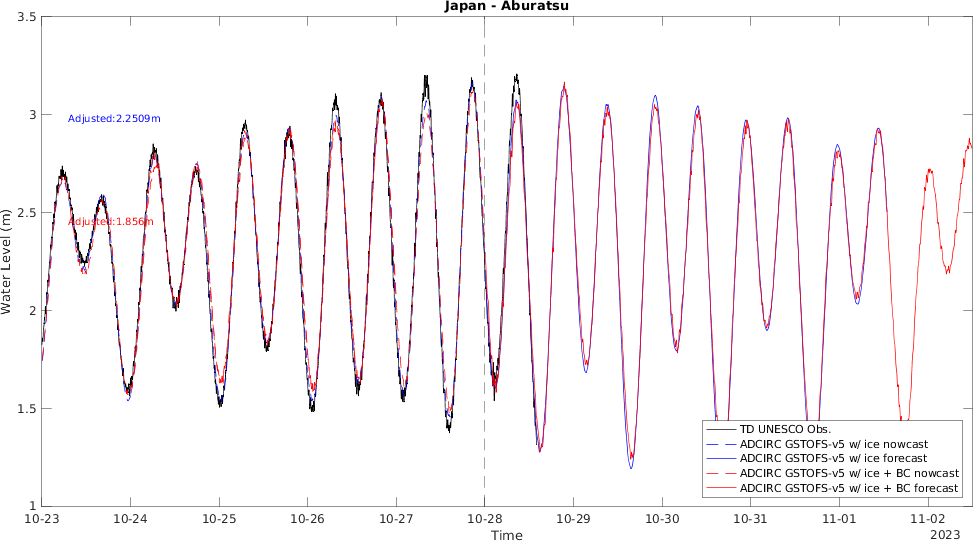 Japan - Aburatsu
3.5
3
2.5
2
1.5
1
Water Level (m)
Adjusted:2.2509m
Adjusted:1.856m
TD UNESCO Obs.
ADCIRC GSTOFS-v5 w/ ice nowcast
ADCIRC GSTOFS-v5 w/ ice forecast
ADCIRC GSTOFS-v5 w/ ice + BC nowcast
ADCIRC GSTOFS-v5 w/ ice + BC forecast
10-23 10-24 10-25 10-26 10-27 10-28 10-29 10-30 10-31 11-01 11-02
Time
2023